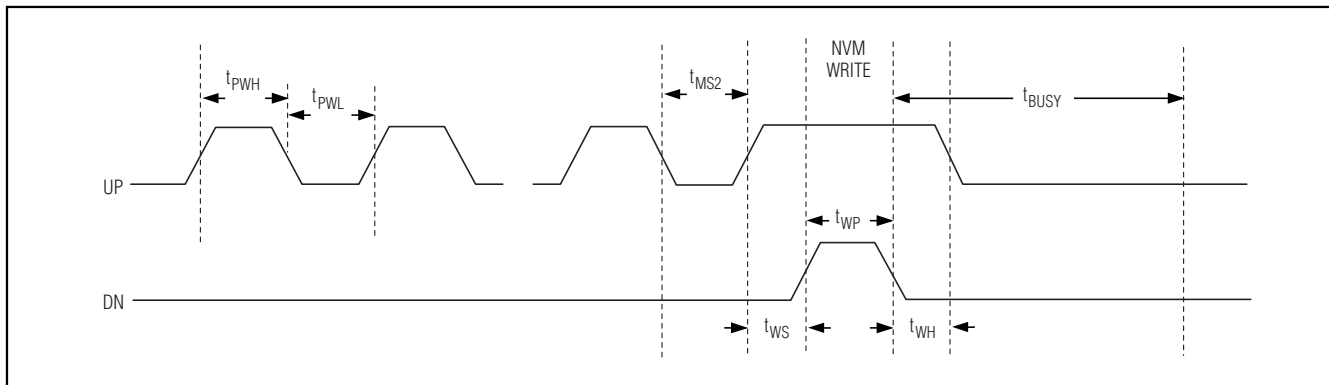 NVM
WRITE
tPWH
tPWL
tMS2
tBUSY
UP
tWP
DN
tWS
tWH